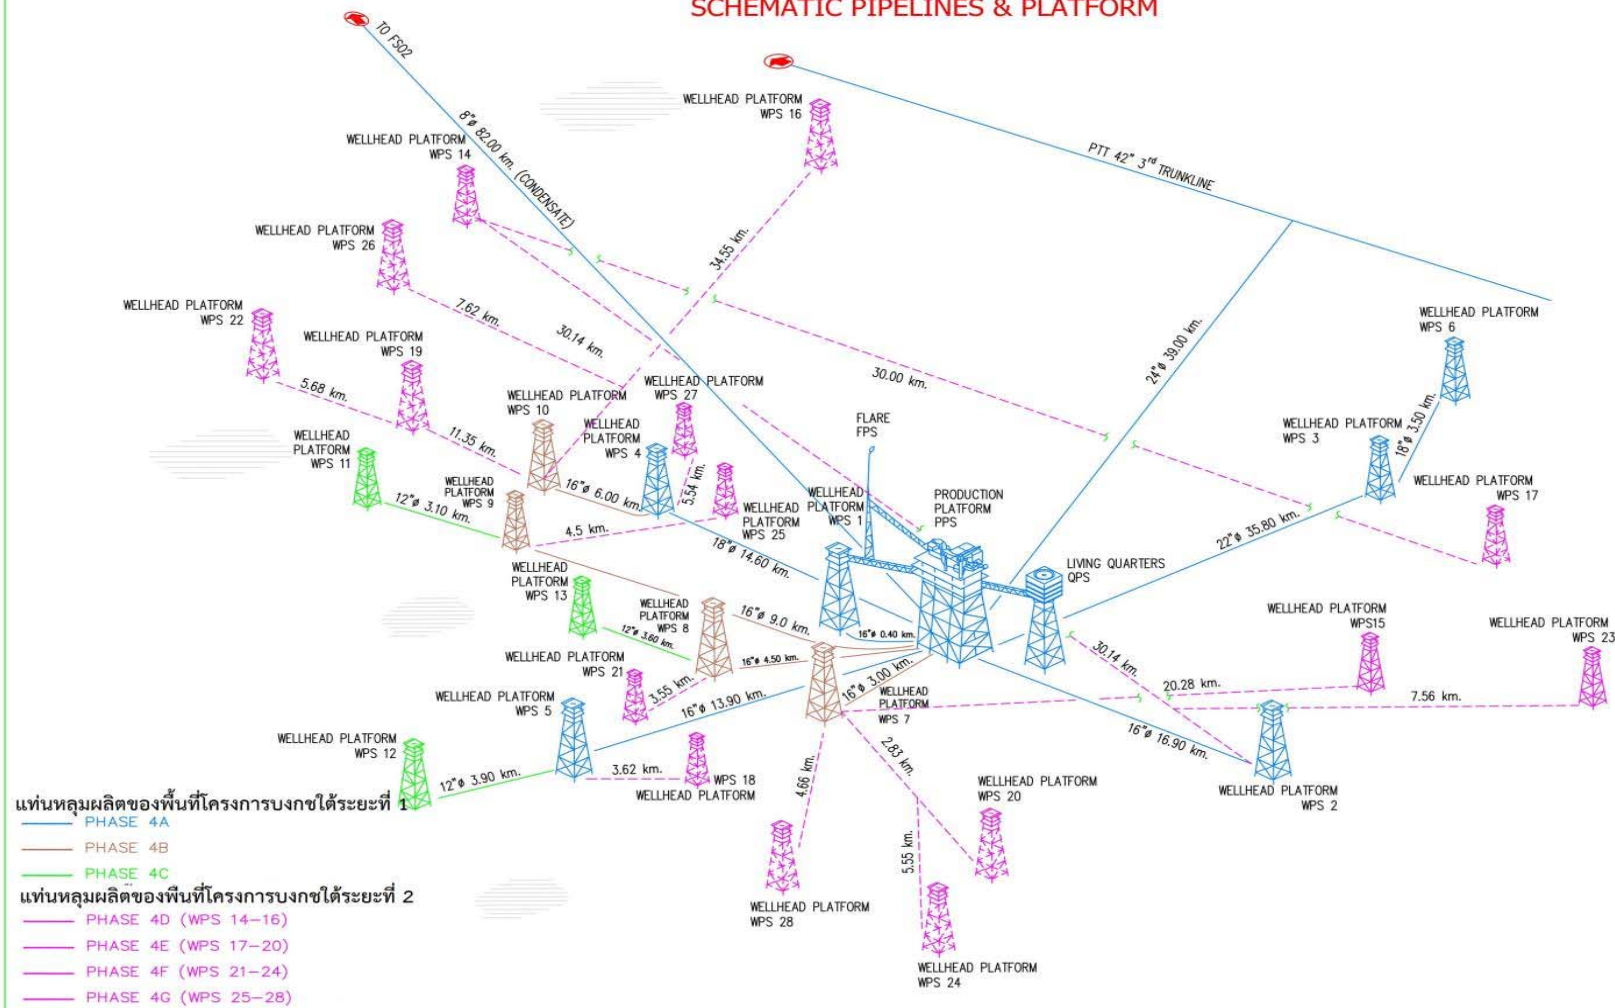 SCHEMATIC PIPELINES & PLATFORM
TO FS02
8"ø 82.00 km. (CONDENSATE)
PTT 42" 3rd TRUNKLINE
24"ø 39.00 km.
WELLHEAD PLATFORM
WPS 16
WELLHEAD PLATFORM
WPS 14
WELLHEAD PLATFORM
WPS 26
WELLHEAD PLATFORM
WPS 22
WELLHEAD PLATFORM
WPS 19
34.55 km.
7.62 km.
30.14 km.
30.00 km.
5.68 km.
11.35 km.
WELLHEAD PLATFORM
WPS 6
18"ø 3.50 km.
WELLHEAD PLATFORM
WPS 3
WELLHEAD PLATFORM
WPS 17
22"ø 35.80 km.
WELLHEAD PLATFORM
WPS 27
WELLHEAD PLATFORM
WPS 10
WELLHEAD
PLATFORM
WPS 4
FLARE
FPS
WELLHEAD
PLATFORM
WPS 11
12"ø 3.10 km.
WELLHEAD
PLATFORM
WPS 9
16"ø 6.00 km.
5.54 km.
4.5 km.
WELLHEAD
PLATFORM
WPS 25
WELLHEAD
PLATFORM
WPS 1
PRODUCTION
PLATFORM
PPS
18"ø 14.60 km.
LIVING QUARTERS
QPS
WELLHEAD
PLATFORM
WPS 13
12"ø 3.60 km.
WELLHEAD
PLATFORM
WPS 8
16"ø 9.0 km.
16"ø 0.40 km.
16"ø 4.50 km.
16"ø 3.00 km.
WELLHEAD PLATFORM
WPS 21
3.55 km.
16"ø 13.90 km.
WELLHEAD
PLATFORM
WPS 7
30.14 km.
20.28 km.
WELLHEAD PLATFORM
WPS15
WELLHEAD PLATFORM
WPS 23
7.56 km.
16"ø 16.90 km.
WELLHEAD PLATFORM
WPS 2
WELLHEAD PLATFORM
WPS 5
WELLHEAD PLATFORM
WPS 12
12"ø 3.90 km.
3.62 km.
WPS 18
WELLHEAD PLATFORM
4.66 km.
2.83 km.
5.55 km.
WELLHEAD PLATFORM
WPS 20
WELLHEAD PLATFORM
WPS 28
WELLHEAD PLATFORM
WPS 24
แท่นหลุมผลิตของพื้นที่โครงการบงกชใต้ระยะที่ 1
PHASE 4A
PHASE 4B
PHASE 4C
แท่นหลุมผลิตของพื้นที่โครงการบงกชใต้ระยะที่ 2
PHASE 4D (WPS 14-16)
PHASE 4E (WPS 17-20)
PHASE 4F (WPS 21-24)
PHASE 4G (WPS 25-28)